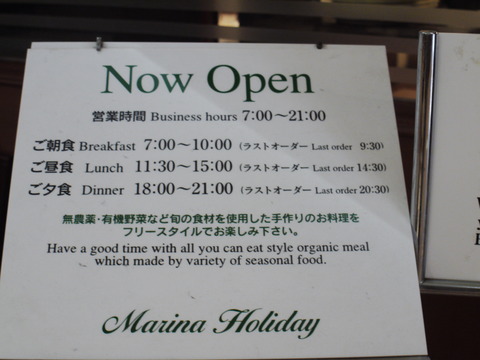 Now Open
営業時間 Business hours 7:00～21:00
ご朝食 Breakfast 7:00～10:00 (ラストオーダー Last order 9:30)
ご昼食 Lunch 11:30～15:00 (ラストオーダー Last order 14:30)
ご夕食 Dinner 18:00～21:00 (ラストオーダー Last order 20:30)
無農薬・有機野菜など旬の食材を使用した手作りのお料理を
フリースタイルでお楽しみ下さい。
Have a good time with all you can eat style organic meal
which made by variety of seasonal food.
Marina Holiday